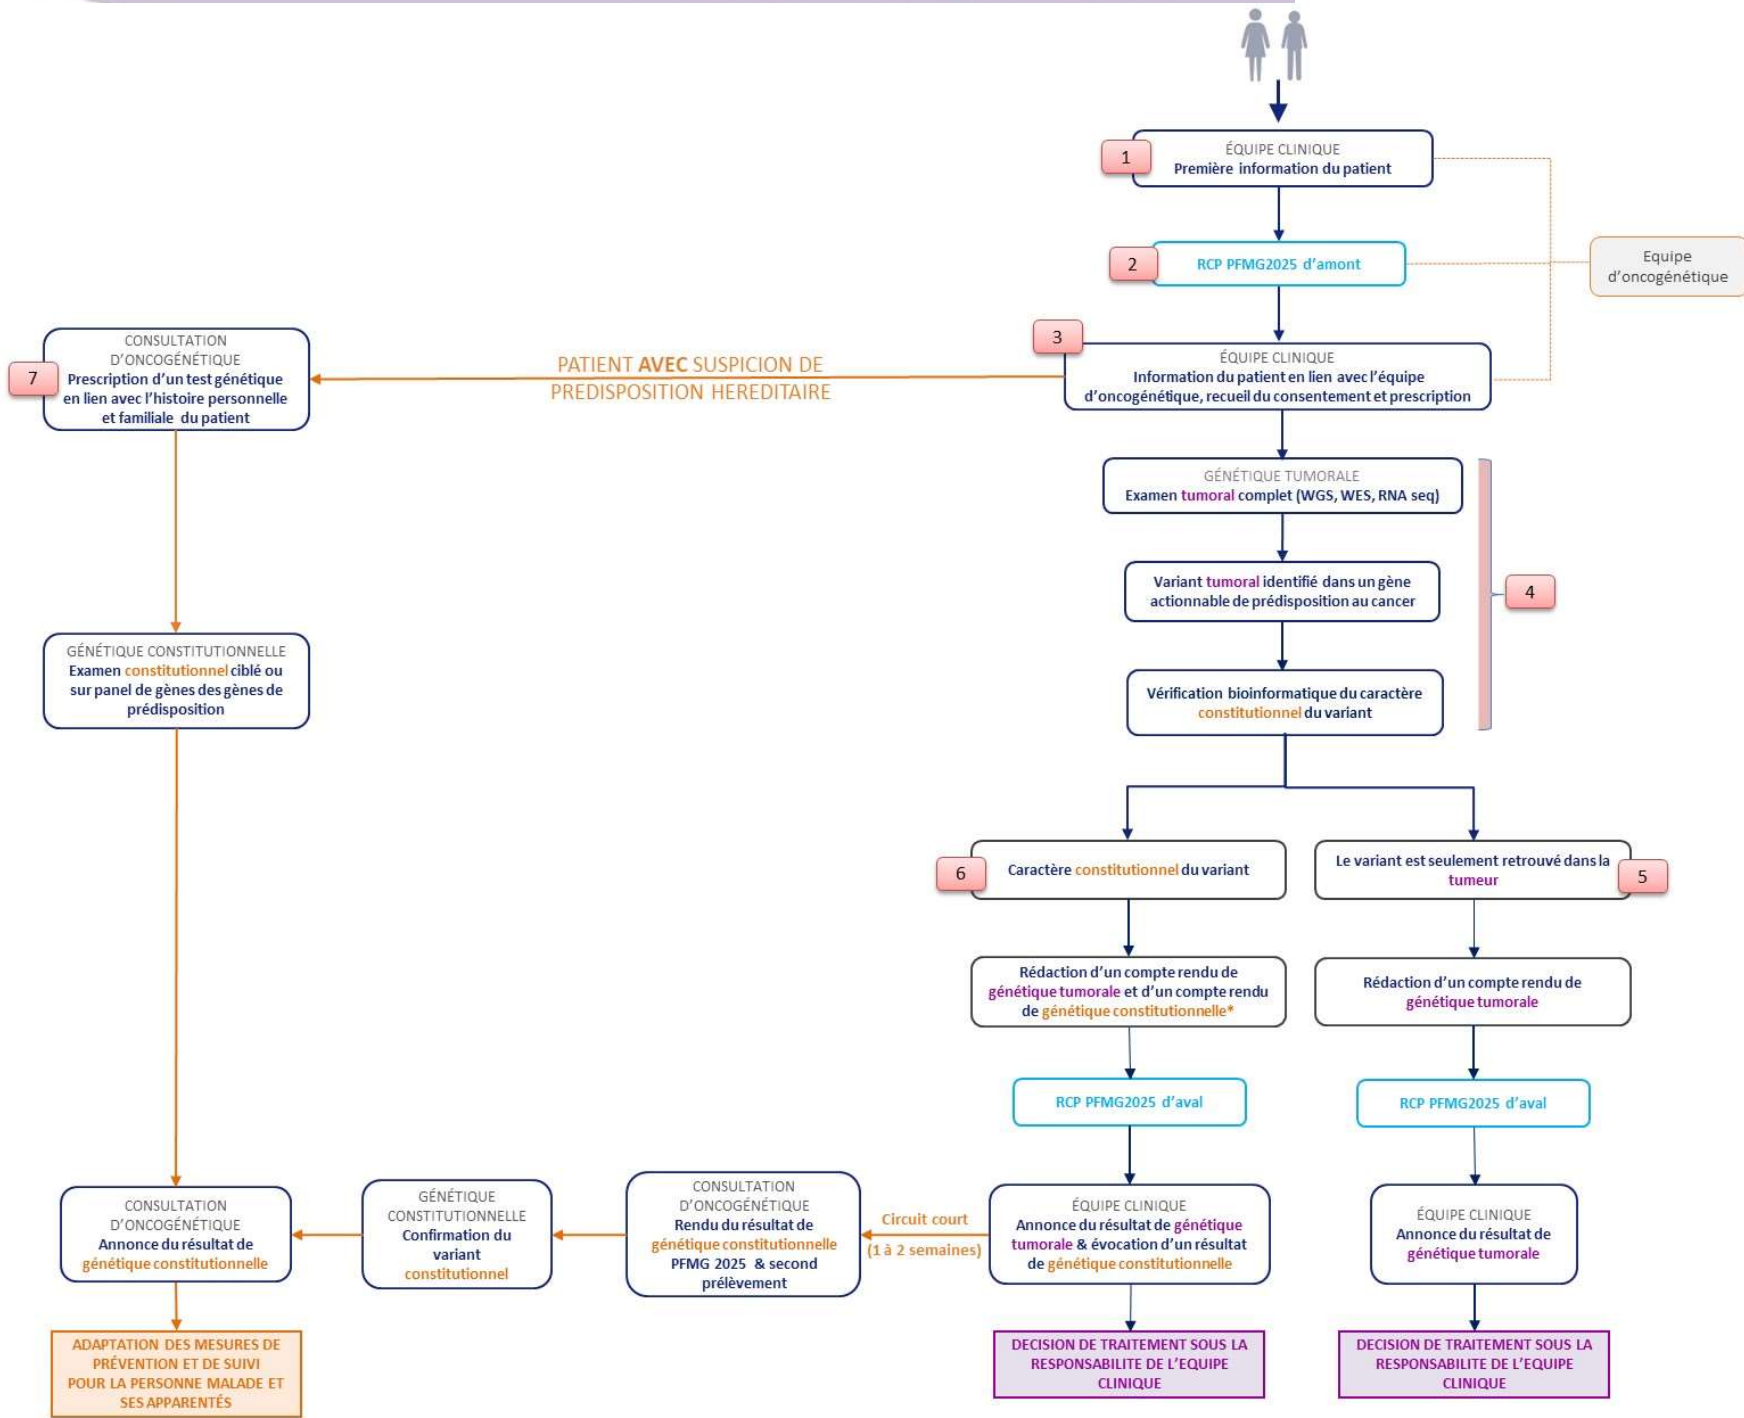 1
ÉQUIPE CLINIQUE
Première information du patient
2
RCP PFMG2025 d'amont
Equipe
d'oncogénétique
3
ÉQUIPE CLINIQUE
Information du patient en lien avec l'équipe
d'oncogénétique, recueil du consentement et prescription
PATIENT AVEC SUSPICION DE
PREDISPOSITION HEREDITAIRE
7
CONSULTATION
D'ONCOGÉNÉTIQUE
Prescription d'un test génétique
en lien avec l'histoire personnelle
et familiale du patient
GÉNÉTIQUE TUMORALE
Examen tumoral complet (WGS, WES, RNA seq)
Variant tumoral identifié dans un gène
actionnable de prédisposition au cancer
4
Vérification bioinformatique du caractère
constitutionnel du variant
GÉNÉTIQUE CONSTITUTIONNELLE
Examen constitutionnel ciblé ou
sur panel de gènes des gènes de
prédisposition
6
Caractère constitutionnel du variant
Le variant est seulement retrouvé dans la
tumeur
5
Rédaction d'un compte rendu de
génétique tumorale et d'un compte rendu
de génétique constitutionnelle*
Rédaction d'un compte rendu de
génétique tumorale
RCP PFMG2025 d'aval
RCP PFMG2025 d'aval
CONSULTATION
D'ONCOGÉNÉTIQUE
Annonce du résultat de
génétique constitutionnelle
GÉNÉTIQUE
CONSTITUTIONNELLE
Confirmation du
variant
constitutionnel
CONSULTATION
D'ONCOGÉNÉTIQUE
Rendu du résultat de
génétique constitutionnelle
PFMG 2025 & second
prélèvement
Circuit court
(1 à 2 semaines)
ÉQUIPE CLINIQUE
Annonce du résultat de génétique
tumorale & évocation d'un résultat
de génétique constitutionnelle
ÉQUIPE CLINIQUE
Annonce du résultat de
génétique tumorale
ADAPTATION DES MESURES DE
PRÉVENTION ET DE SUIVI
POUR LA PERSONNE MALADE ET
SES APPARENTÉS
DECISION DE TRAITEMENT SOUS LA
RESPONSABILITE DE L'EQUIPE
CLINIQUE
DECISION DE TRAITEMENT SOUS LA
RESPONSABILITE DE L'EQUIPE
CLINIQUE